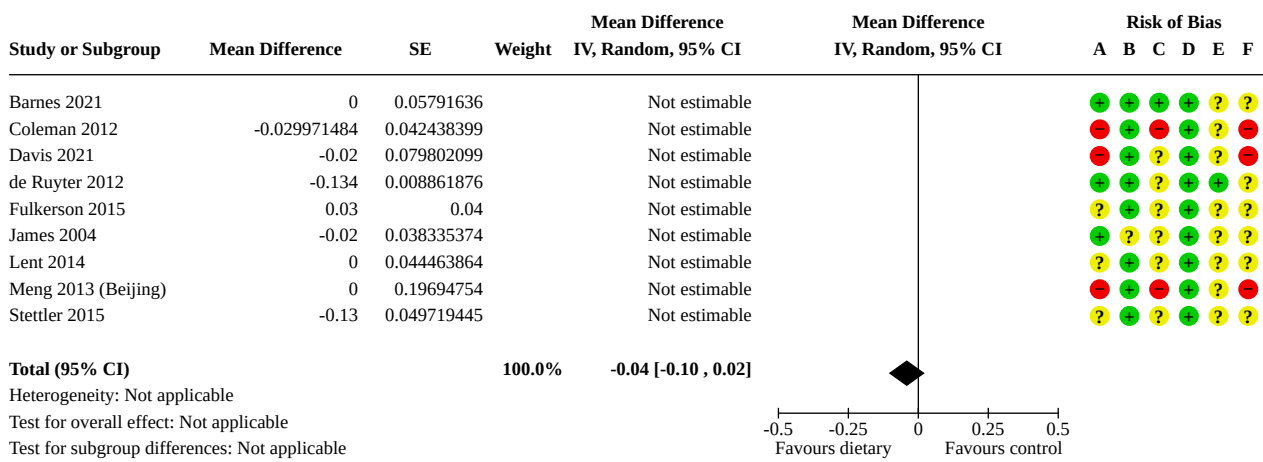 Mean Difference Mean Difference Risk of Bias
Study or Subgroup Mean Difference SE Weight IV, Random, 95% CI IV, Random, 95% CI A B C D E F
Barnes 2021 0 0.05791636 Not estimable + + + + ? ?
Coleman 2012 -0.029971484 0.042438399 Not estimable − + − + ? −
Davis 2021 -0.02 0.079802099 Not estimable − + ? + ? −
de Ruyter 2012 -0.134 0.008861876 Not estimable + + ? + + ?
Fulkerson 2015 0.03 0.04 Not estimable ? + ? + ? ?
James 2004 -0.02 0.038335374 Not estimable + ? ? + ? ?
Lent 2014 0 0.044463864 Not estimable ? + ? + ? ?
Meng 2013 (Beijing) 0 0.19694754 Not estimable − + − + ? −
Stettler 2015 -0.13 0.049719445 Not estimable ? + ? + ? ?
Total (95% CI) 100.0% -0.04 [-0.10 , 0.02]
Heterogeneity: Not applicable
Test for overall effect: Not applicable
-0.5 -0.25 0 0.25 0.5
Test for subgroup differences: Not applicable Favours dietary Favours control